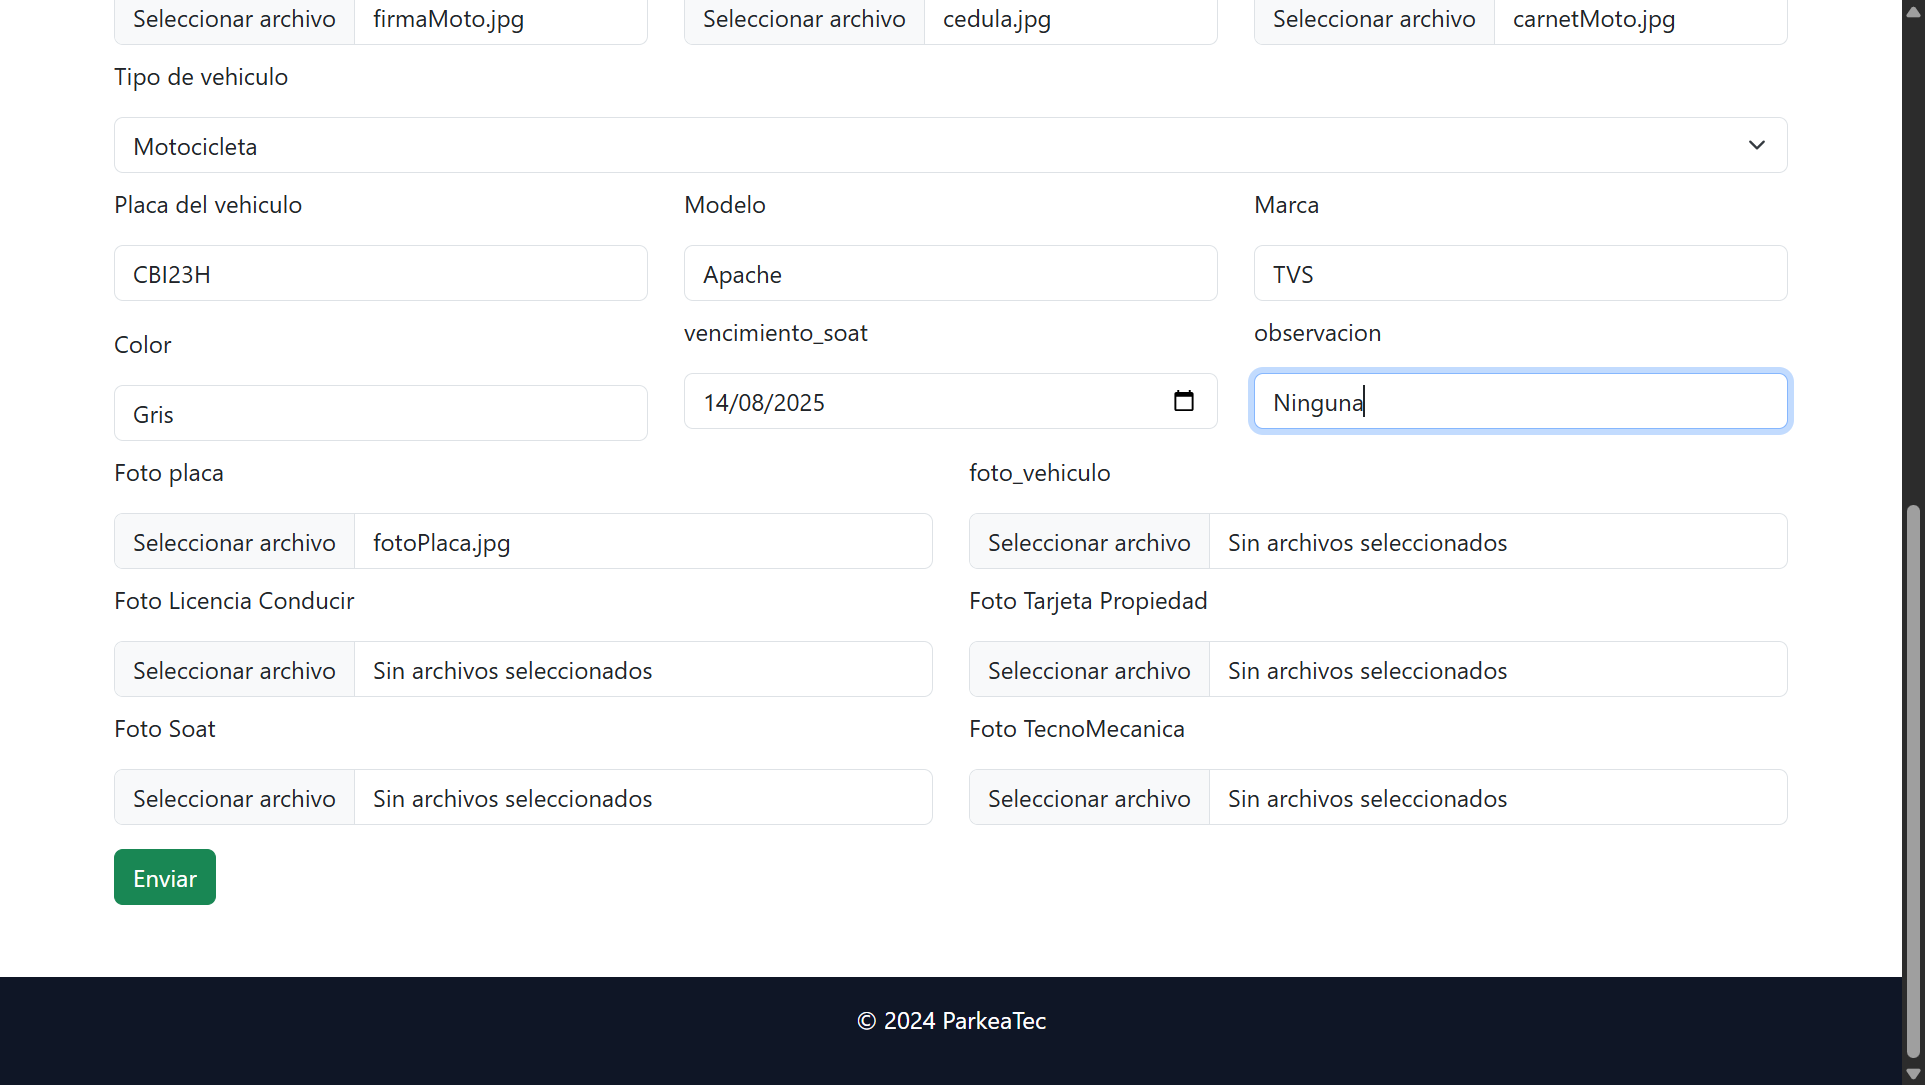 Seleccionar archivo firmaMoto.jpg Seleccionar archivo cedula.jpg Seleccionar archivo carnetMoto.jpg
Tipo de vehiculo
Motocicleta
Placa del vehiculo Modelo Marca
CBI23H Apache TVS
Color vencimiento_soat observacion
Gris 14/08/2025 Ninguna
Foto placa foto_vehiculo
Seleccionar archivo fotoPlaca.jpg Seleccionar archivo Sin archivos seleccionados
Foto Licencia Conducir Foto Tarjeta Propiedad
Seleccionar archivo Sin archivos seleccionados Seleccionar archivo Sin archivos seleccionados
Foto Soat Foto TecnoMecanica
Seleccionar archivo Sin archivos seleccionados Seleccionar archivo Sin archivos seleccionados
Enviar
© 2024 ParkeaTec